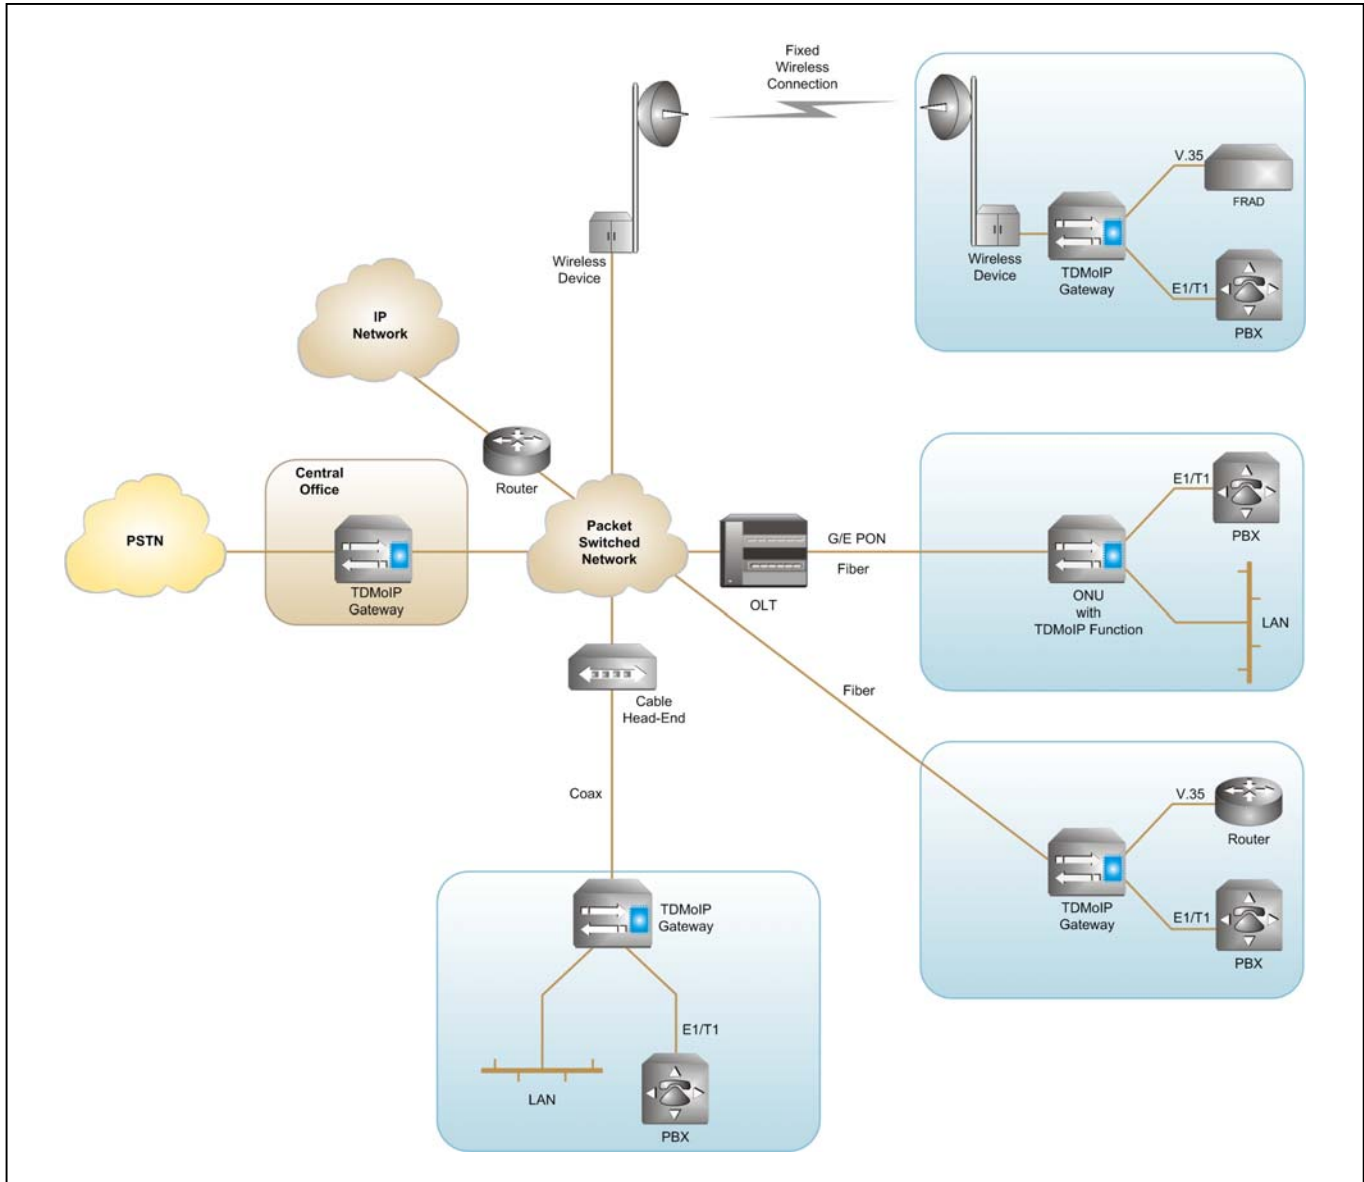 Fixed
Wireless
Connection
V.35
FRAD
Wireless
Device
Wireless
Device
TDMoIP
Gateway
E1/T1
PBX
IP
Network
Router
Central
Office
PSTN
TDMoIP
Gateway
Packet
Switched
Network
OLT
G/E PON
Fiber
E1/T1
PBX
ONU
with
TDMoIP Function
LAN
Cable
Head-End
Fiber
Coax
V.35
Router
TDMoIP
Gateway
E1/T1
PBX
TDMoIP
Gateway
E1/T1
LAN
PBX